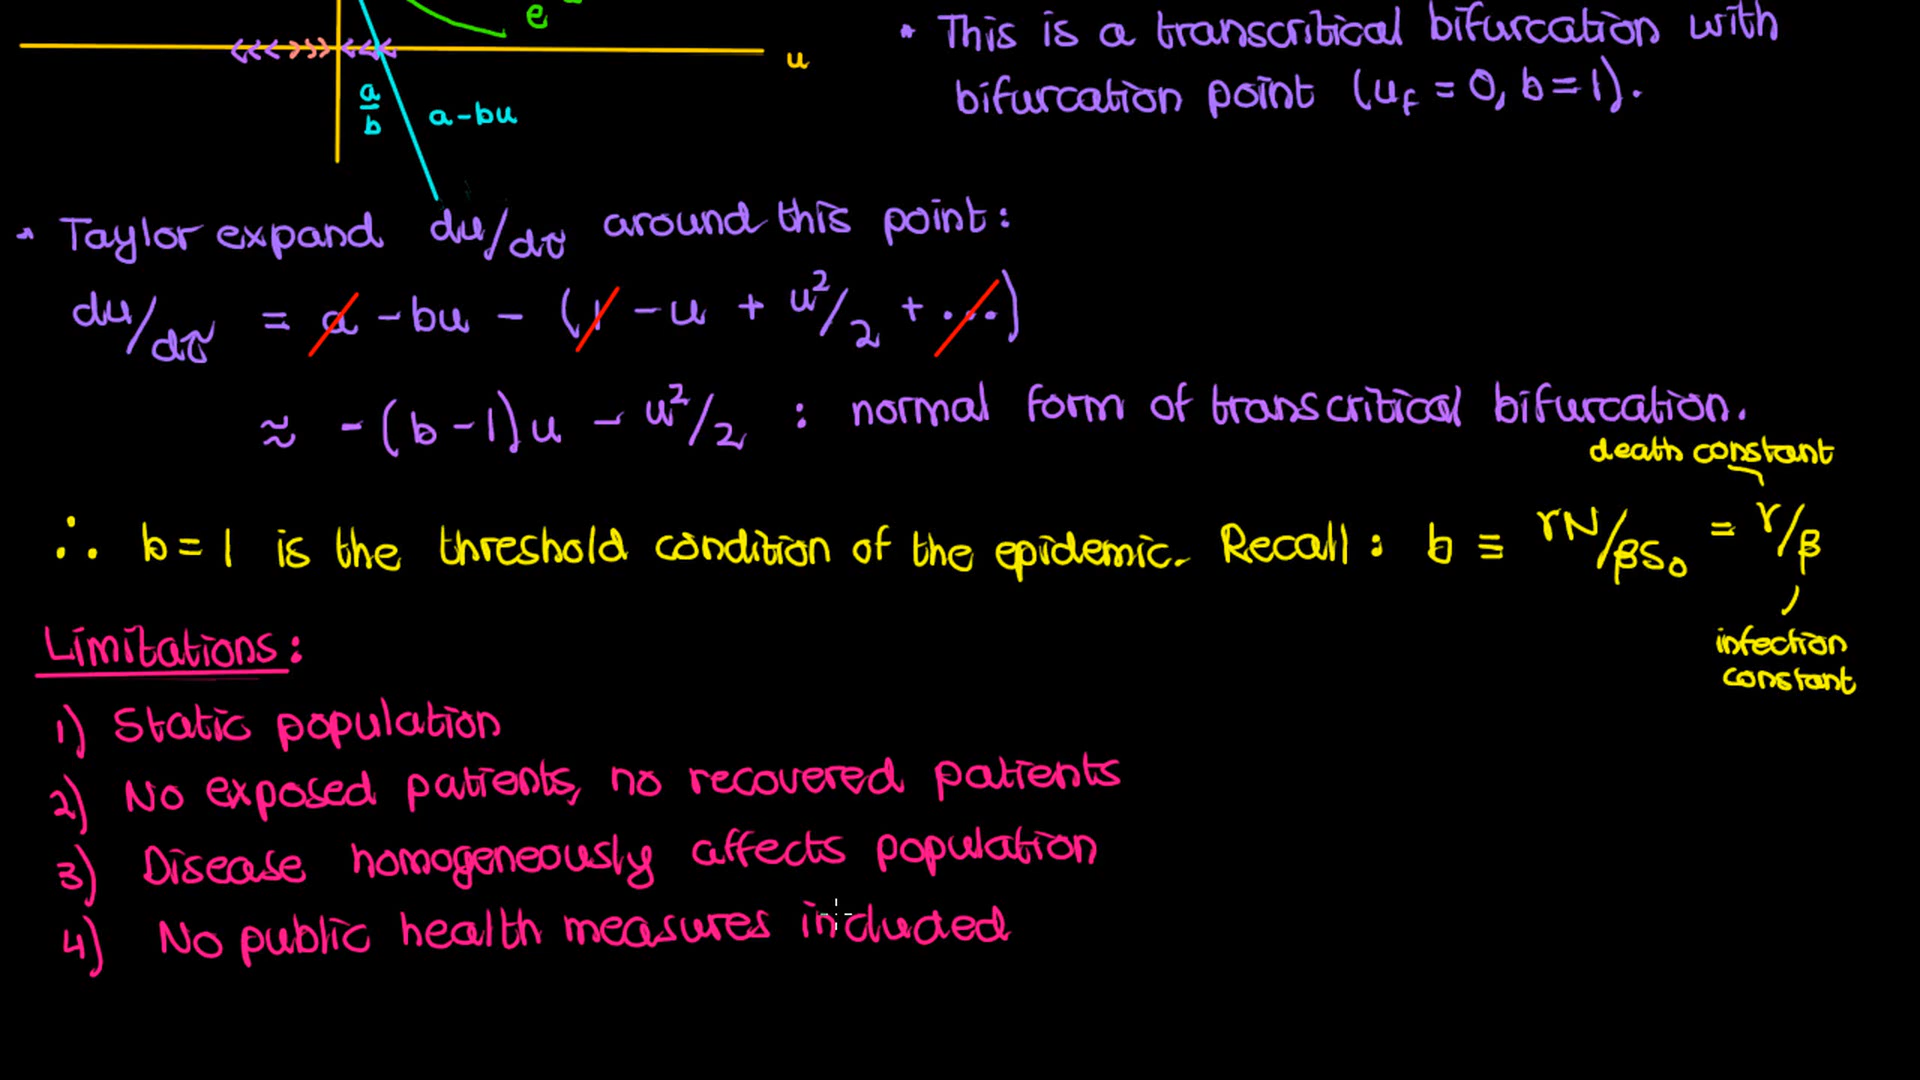 e
u
a/b
a-bu
* This is a transcritical bifurcation with
bifurcation point (u_f = 0, b=1).
* Taylor expand du/dτ around this point:
du/dτ = a - bu - (1 - u + u²/2 + ...)
≈ -(b-1)u - u²/2 : normal form of transcritical bifurcation.
death constant
∴ b=1 is the threshold condition of the epidemic. Recall: b ≡ rN/βS₀ = r/β
infection
constant
Limitations:
1) Static population
2) No exposed patients, no recovered patients
3) Disease homogeneously affects population
4) No public health measures included